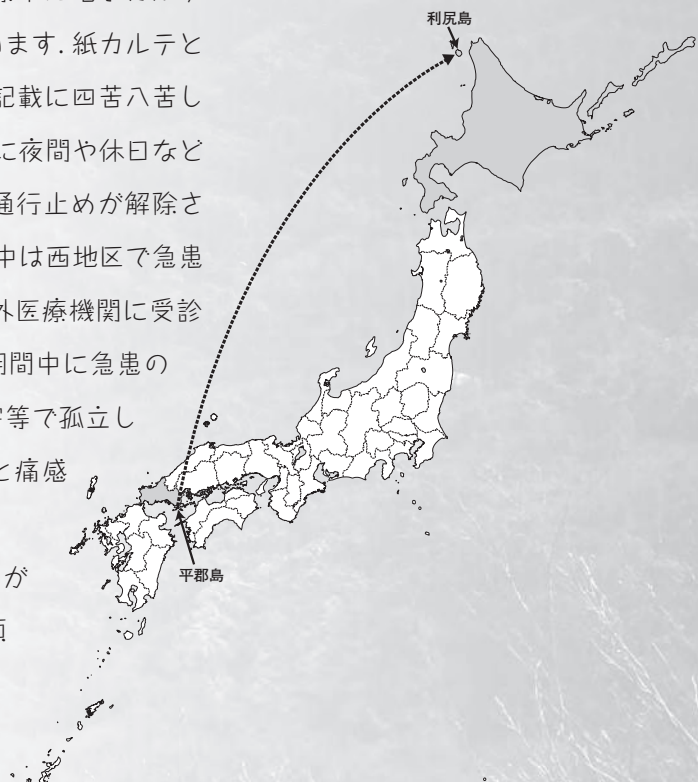 利尻島
ます. 紙カルテと
記載に四苦八苦し
に夜間や休日など
通行止めが解除さ
中は西地区で急患
外医療機関に受診
期間中に急患の
等で孤立し
と痛感
平郡島
が